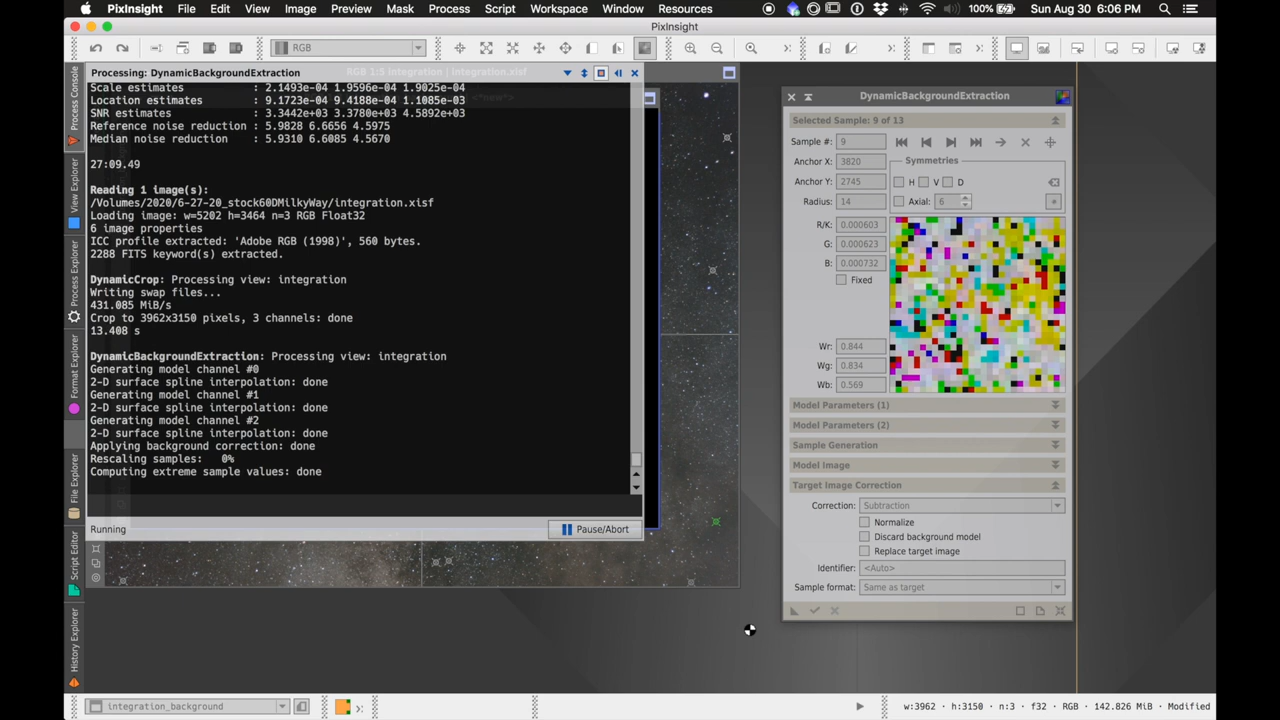 PixInsight File Edit View Image Preview Mask Process Script Workspace Window Resources 100% Sun Aug 30 6:06 PM
PixInsight
RGB
Processing: DynamicBackgroundExtraction
RGB 1:5 integration | integration.xisf
<*new*>
Scale estimates : 2.1493e-04 1.9596e-04 1.9025e-04
Location estimates : 9.1723e-04 9.4188e-04 1.1085e-03
SNR estimates : 3.3442e+03 3.3780e+03 4.5892e+03
Reference noise reduction : 5.9828 6.6656 4.5975
Median noise reduction : 5.9310 6.6085 4.5670
27:09.49
Reading 1 image(s):
/Volumes/2020/6-27-20_stock60DMilkyWay/integration.xisf
Loading image: w=5202 h=3464 n=3 RGB Float32
6 image properties
ICC profile extracted: 'Adobe RGB (1998)', 560 bytes.
2288 FITS keyword(s) extracted.
DynamicCrop: Processing view: integration
Writing swap files...
431.085 MiB/s
Crop to 3962x3150 pixels, 3 channels: done
13.408 s
DynamicBackgroundExtraction: Processing view: integration
Generating model channel #0
2-D surface spline interpolation: done
Generating model channel #1
2-D surface spline interpolation: done
Generating model channel #2
2-D surface spline interpolation: done
Applying background correction: done
Rescaling samples: 0%
Computing extreme sample values: done
Running
Pause/Abort
Process Console
View Explorer
Process Explorer
Format Explorer
File Explorer
Script Editor
History Explorer
DynamicBackgroundExtraction
Selected Sample: 9 of 13
Sample #: 9
Anchor X: 3820
Anchor Y: 2745
Radius: 14
Symmetries
H V D
Axial: 6
R/K: 0.000603
G: 0.000623
B: 0.000732
Fixed
Wr: 0.844
Wg: 0.834
Wb: 0.569
Model Parameters (1)
Model Parameters (2)
Sample Generation
Model Image
Target Image Correction
Correction: Subtraction
Normalize
Discard background model
Replace target image
Identifier: <Auto>
Sample format: Same as target
integration_background
w:3962 h:3150 n:3 f32 RGB 142.826 MiB Modified